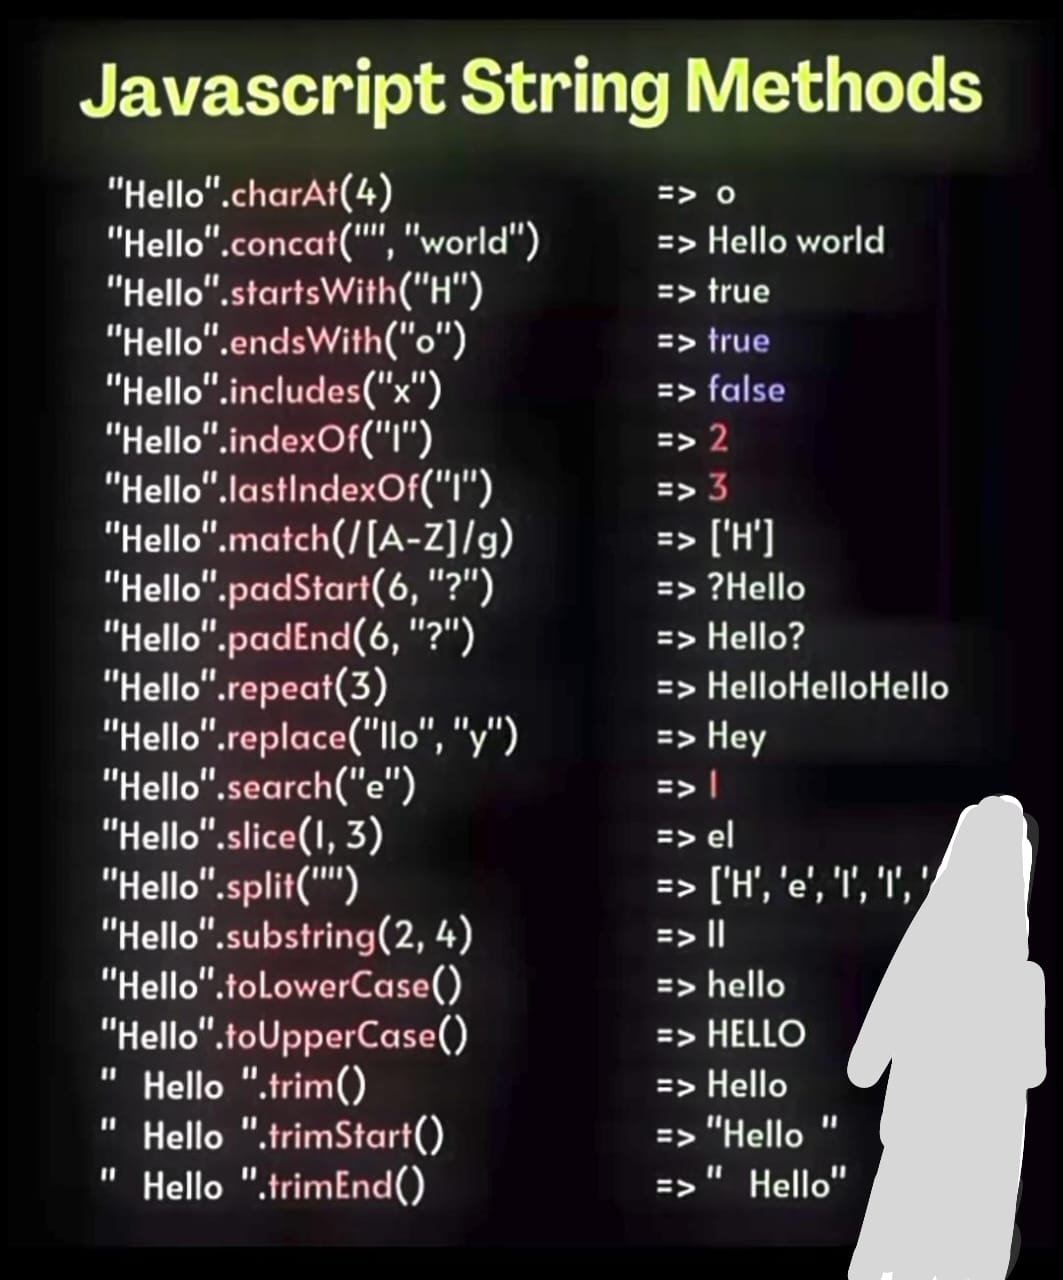 Javascript String Methods
"Hello".charAt(4) => o
"Hello".concat("", "world") => Hello world
"Hello".startsWith("H") => true
"Hello".endsWith("o") => true
"Hello".includes("x") => false
"Hello".indexOf("l") => 2
"Hello".lastIndexOf("l") => 3
"Hello".match(/[A-Z]/g) => ['H']
"Hello".padStart(6, "?") => ?Hello
"Hello".padEnd(6, "?") => Hello?
"Hello".repeat(3) => HelloHelloHello
"Hello".replace("llo", "y") => Hey
"Hello".search("e") => 1
"Hello".slice(1, 3) => el
"Hello".split("") => ['H', 'e', 'l', 'l', '
"Hello".substring(2, 4) => ll
"Hello".toLowerCase() => hello
"Hello".toUpperCase() => HELLO
"  Hello ".trim() => Hello
"  Hello ".trimStart() => "Hello "
"  Hello ".trimEnd() => "  Hello"